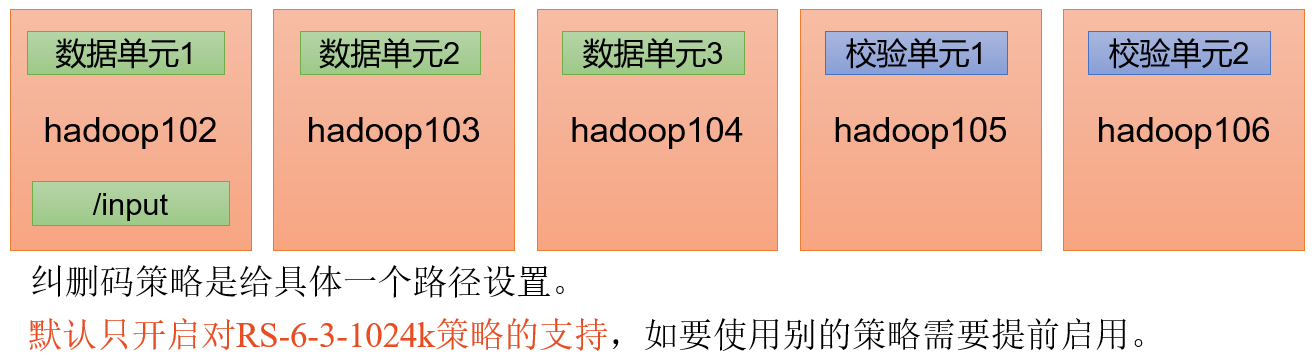 数据单元1 数据单元2 数据单元3 校验单元1 校验单元2
hadoop102 hadoop103 hadoop104 hadoop105 hadoop106
/input
纠删码策略是给具体一个路径设置。
默认只开启对RS-6-3-1024k策略的支持，如要使用别的策略需要提前启用。